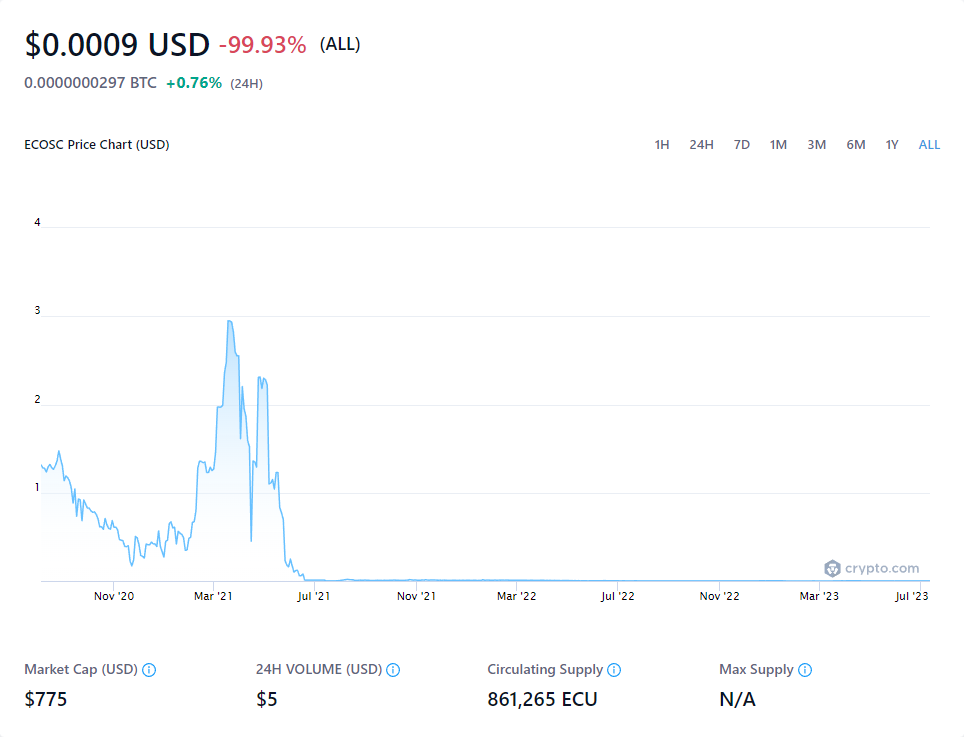 $0.0009 USD -99.93% (ALL)
0.0000000297 BTC +0.76% (24H)
ECOSC Price Chart (USD) 1H 24H 7D 1M 3M 6M 1Y ALL
4
3
2
1
crypto.com
Nov '20 Mar '21 Jul '21 Nov '21 Mar '22 Jul '22 Nov '22 Mar '23 Jul '23
Market Cap (USD) 24H VOLUME (USD) Circulating Supply Max Supply
$775 $5 861,265 ECU N/A